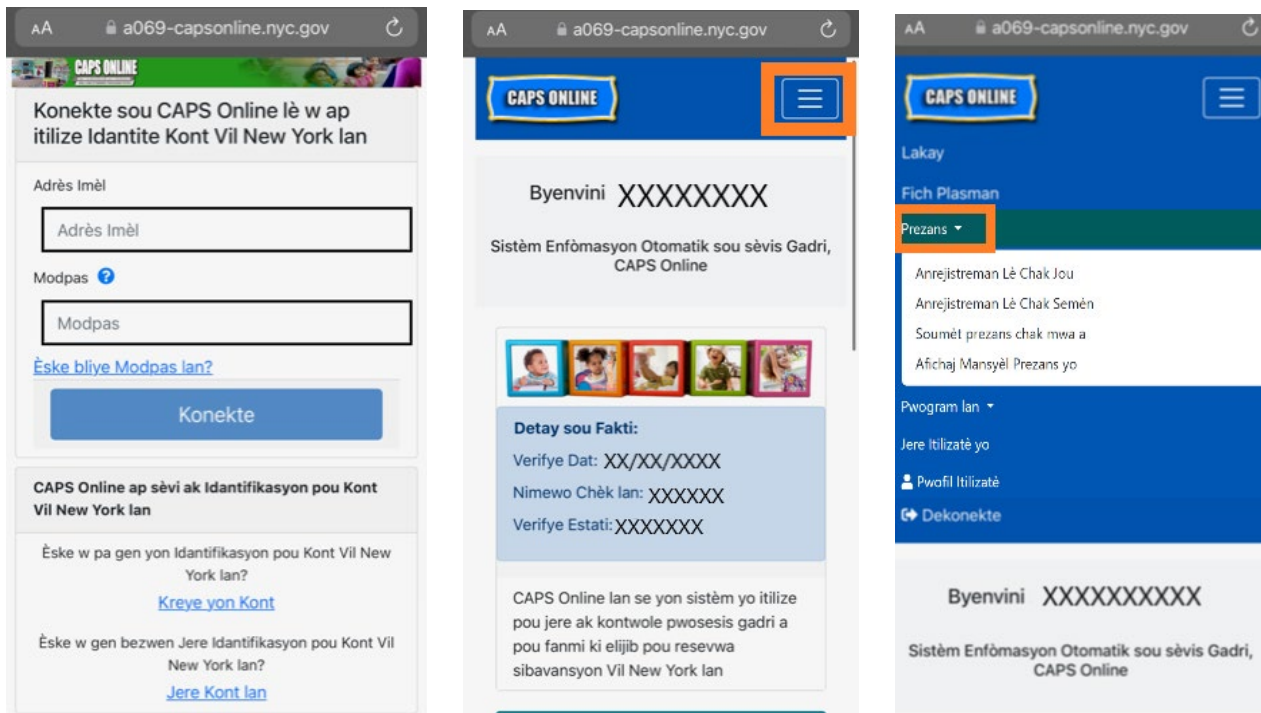 AA a069-capsonline.nyc.gov
CAPS ONLINE
Konekte sou CAPS Online lè w ap
itilize Idantite Kont Vil New York lan
Adrès Imèl
Adrès Imèl
Modpas
Modpas
Èske bliye Modpas lan?
Konekte
CAPS Online ap sèvi ak Idantifikasyon pou Kont
Vil New York lan
Èske w pa gen yon Idantifikasyon pou Kont Vil New
York lan?
Kreye yon Kont
Èske w gen bezwen Jere Idantifikasyon pou Kont Vil
New York lan?
Jere Kont lan
AA a069-capsonline.nyc.gov
CAPS ONLINE
Byenvini XXXXXXXX
Sistèm Enfòmasyon Otomatik sou sèvis Gadri,
CAPS Online
Detay sou Fakti:
Verifye Dat: XX/XX/XXXX
Nimewo Chèk lan: XXXXXX
Verifye Estati: XXXXXXX
CAPS Online lan se yon sistèm yo itilize
pou jere ak kontwole pwosesis gadri a
pou fanmi ki elijib pou resevwa
sibavansyon Vil New York lan
AA a069-capsonline.nyc.gov
CAPS ONLINE
Lakay
Fich Plasman
Prezans
Anrejistreman Lè Chak Jou
Anrejistreman Lè Chak Semén
Soumèt prezans chak mwa a
Afichaj Mansyèl Prezans yo
Pwogram lan
Jere Itilizatè yo
Pwofil Itilizatè
Dekonekte
Byenvini XXXXXXXXXX
Sistèm Enfòmasyon Otomatik sou sèvis Gadri,
CAPS Online